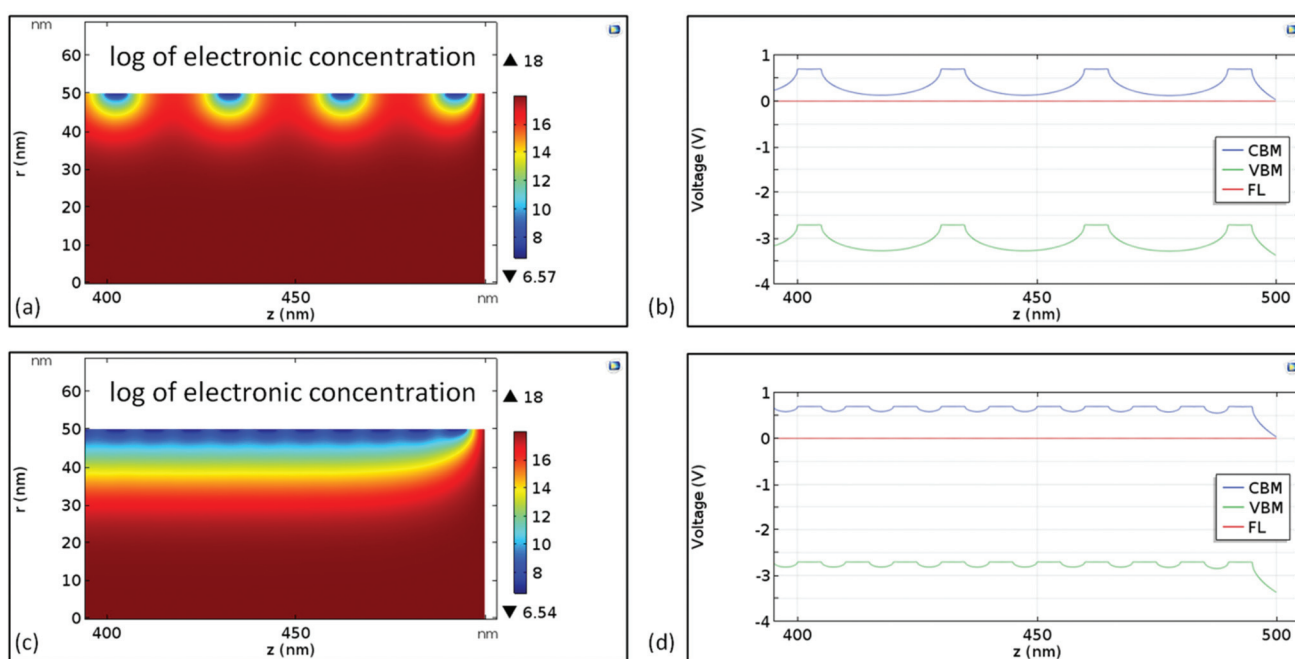 nm
60
50
40
30
20
10
0
r (nm)
log of electronic concentration
▲ 18
16
14
12
10
8
▼ 6.57
400
450
nm
z (nm)
(a)
1
0
-1
-2
-3
-4
Voltage (V)
CBM
VBM
FL
400
450
500
z (nm)
(b)
nm
60
50
40
30
20
10
0
r (nm)
log of electronic concentration
▲ 18
16
14
12
10
8
▼ 6.54
400
450
nm
z (nm)
(c)
1
0
-1
-2
-3
-4
Voltage (V)
CBM
VBM
FL
400
450
500
z (nm)
(d)